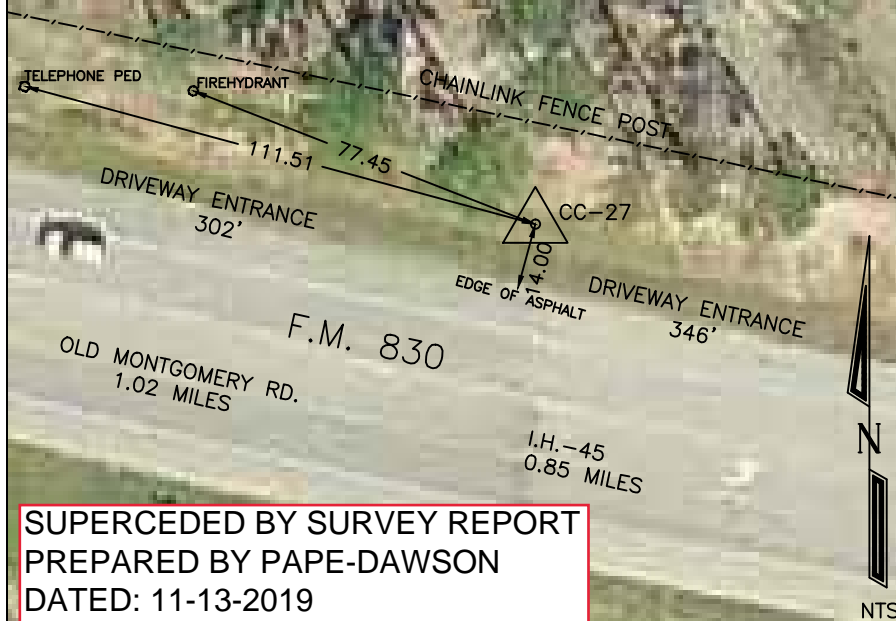 TELEPHONE PED
FIREHYDRANT
CHAINLINK FENCE POST
111.51
77.45
CC-27
DRIVEWAY ENTRANCE
302'
14.00
EDGE OF ASPHALT
DRIVEWAY ENTRANCE
346'
F.M. 830
OLD MONTGOMERY RD.
1.02 MILES
I.H.-45
0.85 MILES
N
NTS
SUPERCEDED BY SURVEY REPORT
PREPARED BY PAPE-DAWSON
DATED: 11-13-2019